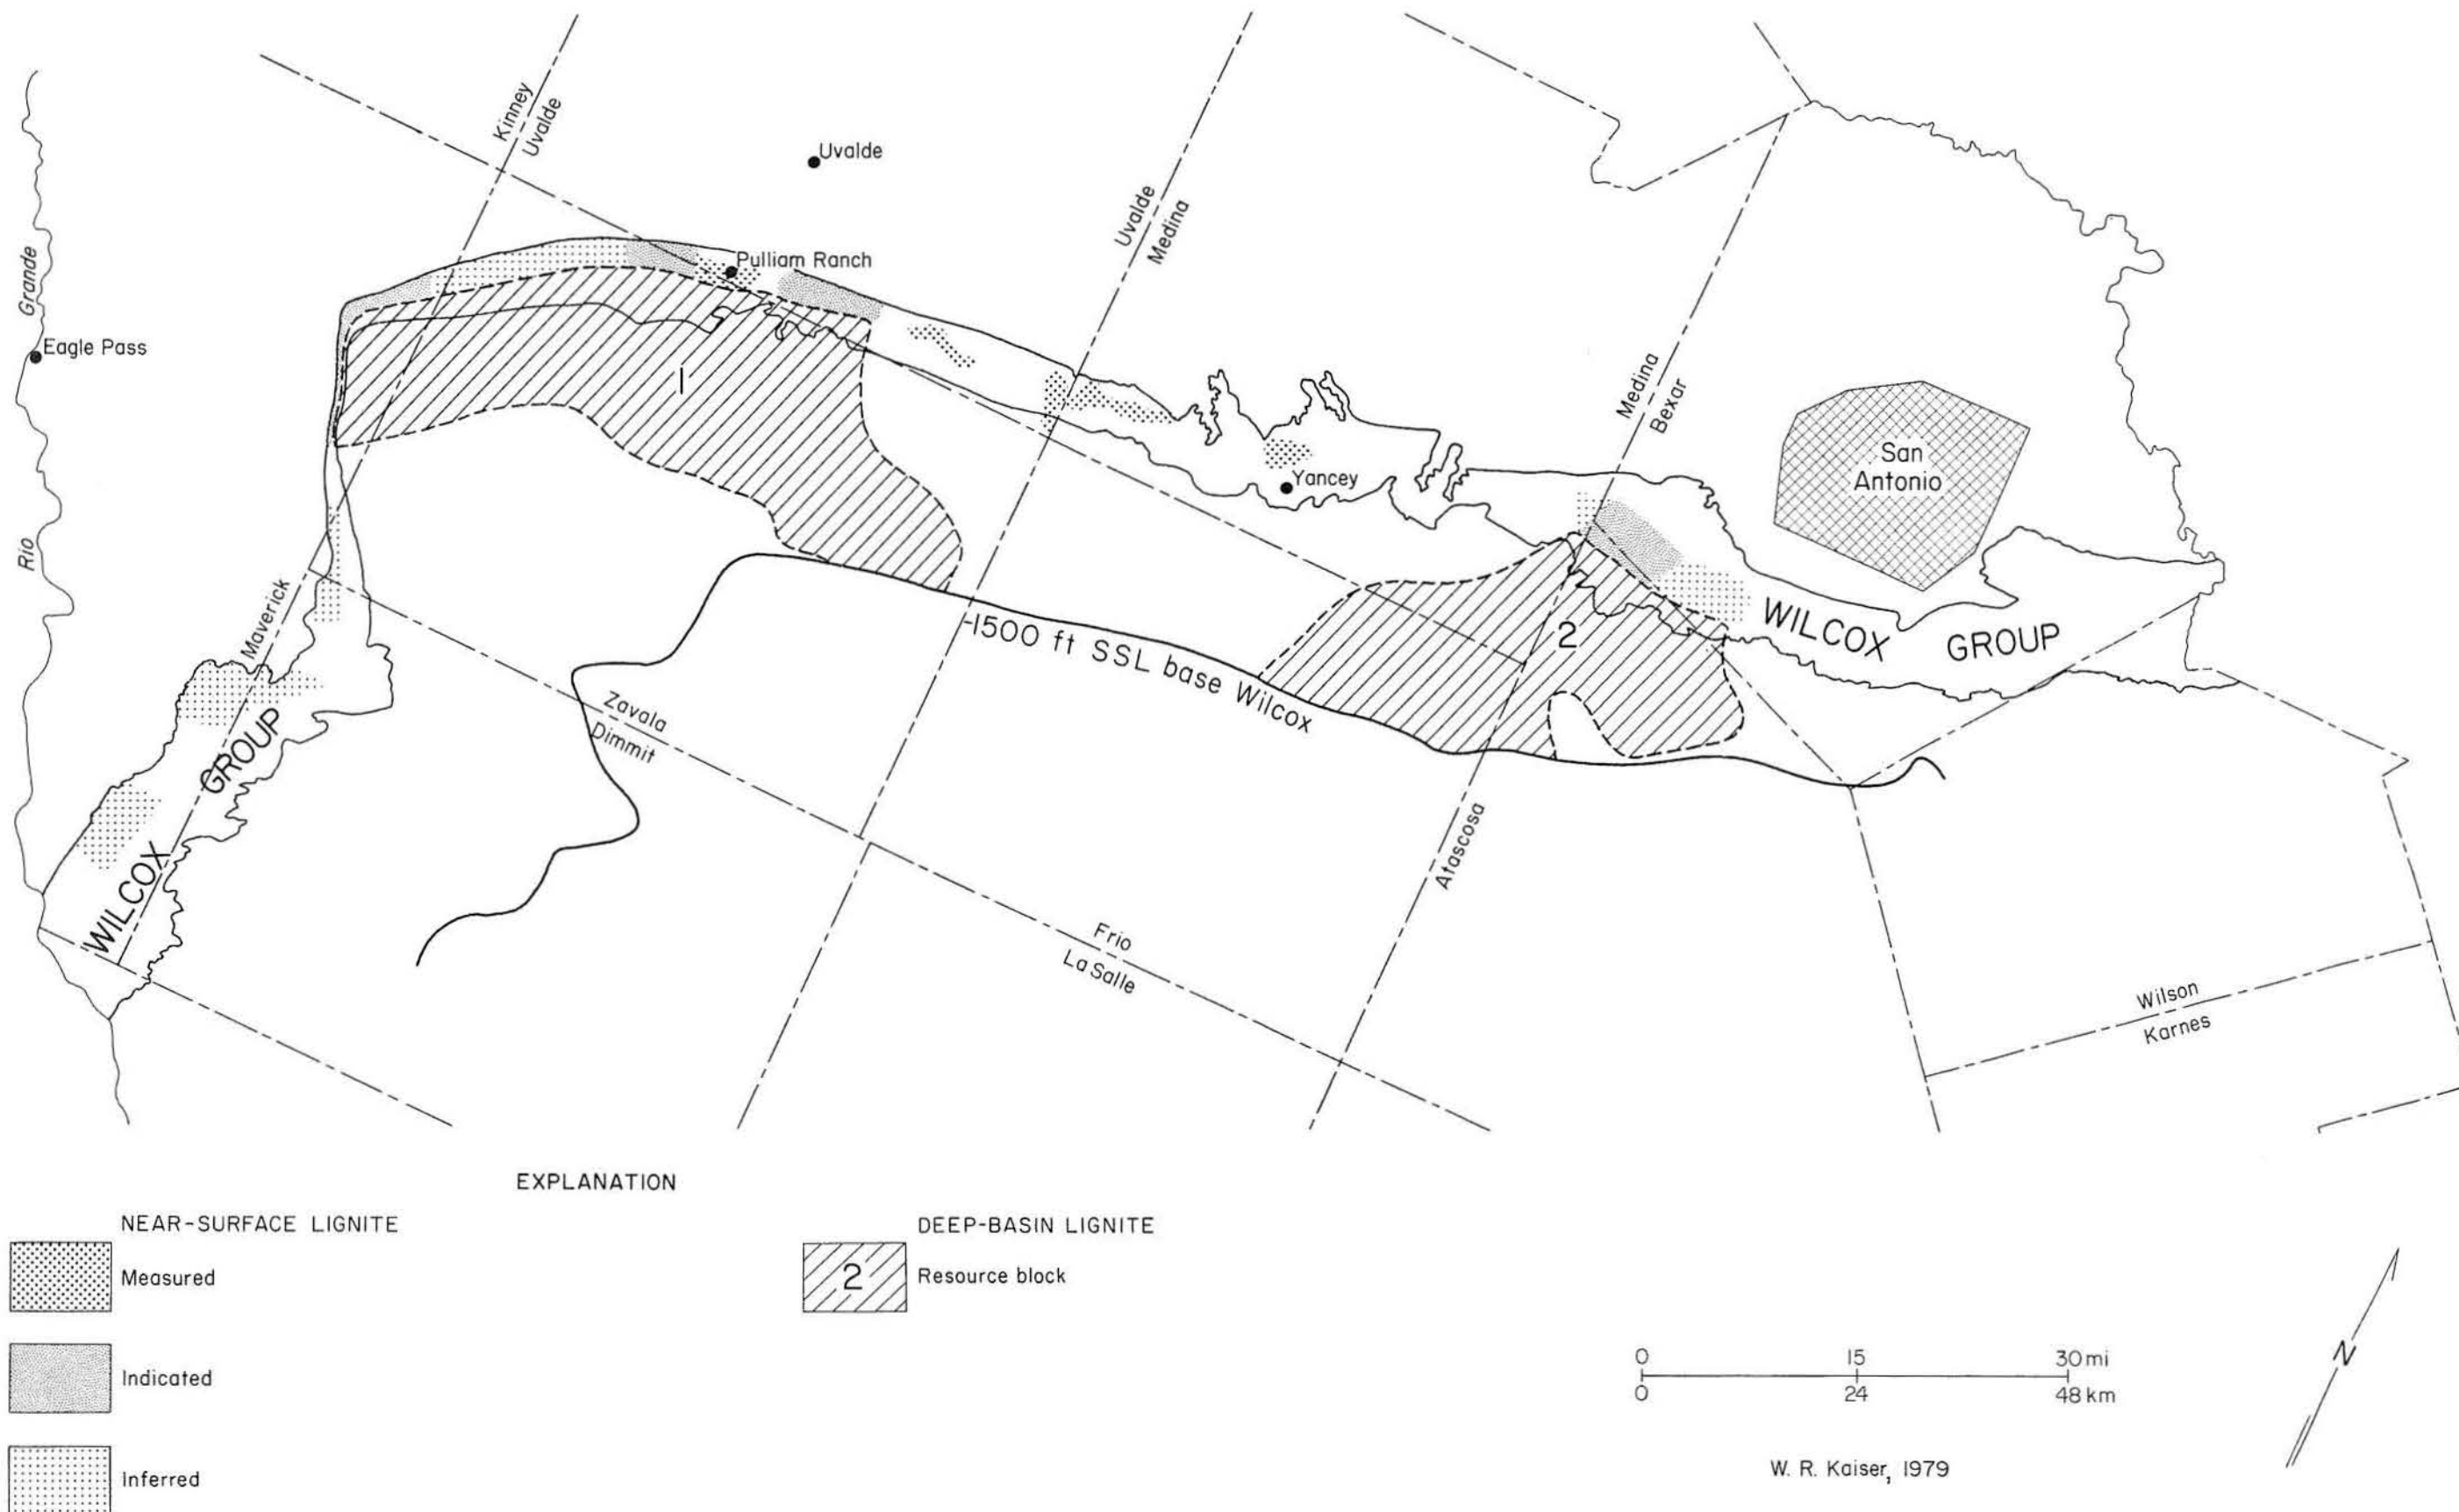 Kinney
Uvalde
Uvalde
Uvalde
Medina
Pulliam Ranch
Rio Grande
Eagle Pass
Medina
Bexar
San
Antonio
Yancey
1
2
WILCOX GROUP
-1500 ft SSL base Wilcox
Maverick
Zavala
Dimmit
WILCOX GROUP
Atascosa
Frio
La Salle
Wilson
Karnes
EXPLANATION
NEAR-SURFACE LIGNITE
Measured
Indicated
Inferred
DEEP-BASIN LIGNITE
2
Resource block
0 15 30 mi
0 24 48 km
N
W. R. Kaiser, 1979